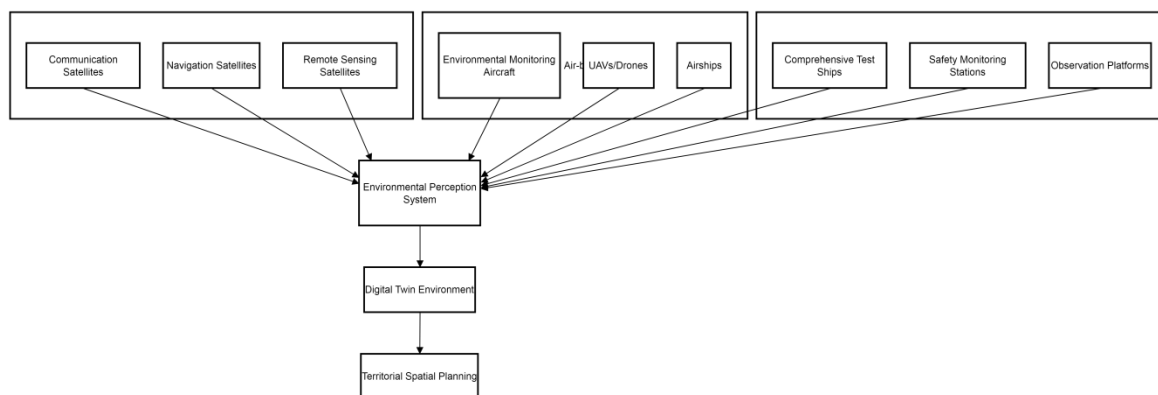 Communication
Satellites
Navigation Satellites
Remote Sensing
Satellites
Environmental Monitoring
Aircraft
Air-b
UAVs/Drones
Airships
Comprehensive Test
Ships
Safety Monitoring
Stations
Observation Platforms
Environmental Perception
System
Digital Twin Environment
Territorial Spatial Planning